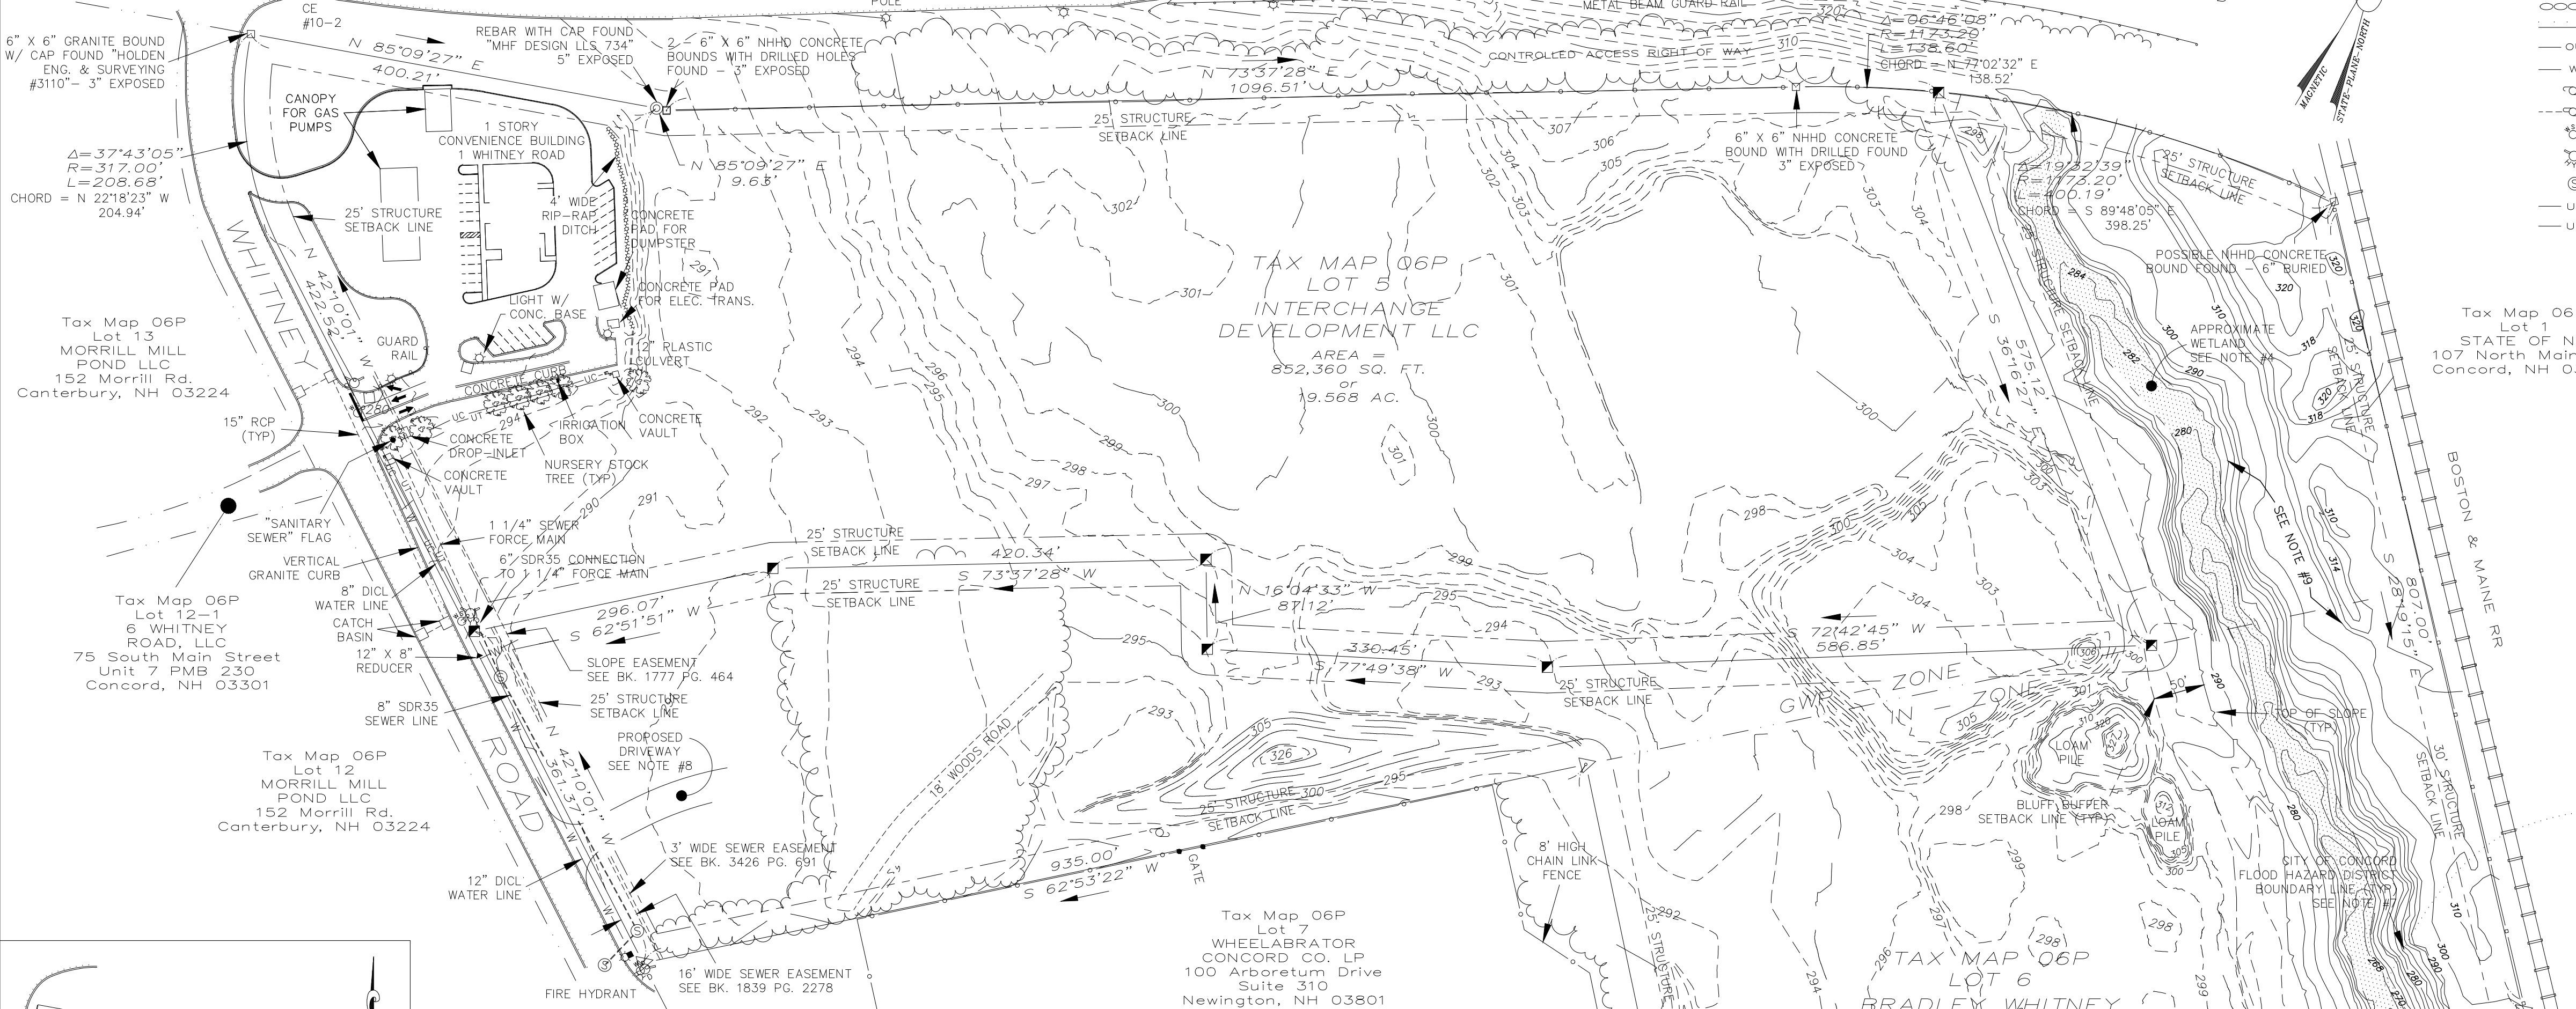 CE
#10-2
POLE
METAL BEAM GUARD RAIL
6" X 6" GRANITE BOUND
W/ CAP FOUND "HOLDEN
ENG. & SURVEYING
#3110"- 3" EXPOSED
N 85°09'27" E
400.21'
REBAR WITH CAP FOUND
"MHF DESIGN LLS 734"
5" EXPOSED
2 - 6" X 6" NHHD CONCRETE
BOUNDS WITH DRILLED HOLES
FOUND - 3" EXPOSED
N 73°37'28" E
1096.51'
CONTROLLED ACCESS RIGHT OF WAY
310
320
Δ=06°46'08"
R=1173.20'
L=138.60'
CHORD = N 77°02'32" E
138.52'
MAGNETIC
STATE-PLANE-NORTH
CANOPY
FOR GAS
PUMPS
1 STORY
CONVENIENCE BUILDING
1 WHITNEY ROAD
25' STRUCTURE
SETBACK LINE
N 85°09'27" E
9.63'
6" X 6" NHHD CONCRETE
BOUND WITH DRILLED FOUND
3" EXPOSED
Δ=19°32'39"
R=1173.20'
L=400.19'
CHORD = S 89°48'05" E
398.25'
25' STRUCTURE
SETBACK LINE
Δ=37°43'05"
R=317.00'
L=208.68'
CHORD = N 22°18'23" W
204.94'
25' STRUCTURE
SETBACK LINE
4' WIDE
RIP-RAP
DITCH
CONCRETE
PAD FOR
DUMPSTER
CONCRETE PAD
FOR ELEC. TRANS.
LIGHT W/
CONC. BASE
12" PLASTIC
CULVERT
GUARD
RAIL
CONCRETE CURB
N 42°10'01" W
422.52'
WHITNEY
TAX MAP 06P
LOT 5
INTERCHANGE
DEVELOPMENT LLC
AREA =
852,360 SQ. FT.
or
19.568 AC.
POSSIBLE NHHD CONCRETE
BOUND FOUND - 6" BURIED
APPROXIMATE
WETLAND
SEE NOTE #4
25' STRUCTURE SETBACK LINE
575.12'
S 36°16'27" E
25' STRUCTURE
SETBACK LINE
Tax Map 06
Lot 1
STATE OF N
107 North Main
Concord, NH 0
Tax Map 06P
Lot 13
MORRILL MILL
POND LLC
152 Morrill Rd.
Canterbury, NH 03224
15" RCP
(TYP)
CONCRETE
DROP-INLET
CONCRETE
VAULT
IRRIGATION
BOX
CONCRETE
VAULT
NURSERY STOCK
TREE (TYP)
"SANITARY
SEWER" FLAG
VERTICAL
GRANITE CURB
1 1/4" SEWER
FORCE MAIN
6" SDR35 CONNECTION
TO 1 1/4" FORCE MAIN
8" DICL
WATER LINE
CATCH
BASIN
12" X 8"
REDUCER
8" SDR35
SEWER LINE
25' STRUCTURE
SETBACK LINE
420.34'
S 73°37'28" W
25' STRUCTURE
SETBACK LINE
296.07'
S 62°51'51" W
N 16°04'33" W
87.12'
330.45'
S 77°49'38" W
S 72°42'45" W
586.85'
25' STRUCTURE
SETBACK LINE
SEE NOTE #9
BOSTON & MAINE RR
807.00'
S 28°19'15" E
Tax Map 06P
Lot 12-1
6 WHITNEY
ROAD, LLC
75 South Main Street
Unit 7 PMB 230
Concord, NH 03301
SLOPE EASEMENT
SEE BK. 1777 PG. 464
25' STRUCTURE
SETBACK LINE
PROPOSED
DRIVEWAY
SEE NOTE #8
18' WOODS ROAD
GWP
ZONE
IN
ZONE
50'
TOP OF SLOPE
(TYP)
LOAM
PILE
LOAM
PILE
BLUFF BUFFER
SETBACK LINE (TYP)
30' STRUCTURE
SETBACK LINE
Tax Map 06P
Lot 12
MORRILL MILL
POND LLC
152 Morrill Rd.
Canterbury, NH 03224
ROAD
N 42°10'01" W
361.37'
25' STRUCTURE
SETBACK LINE
3' WIDE SEWER EASEMENT
SEE BK. 3426 PG. 691
12" DICL
WATER LINE
935.00'
S 62°53'22" W
GATE
8' HIGH
CHAIN LINK
FENCE
CITY OF CONCORD
FLOOD HAZARD DISTRICT
BOUNDARY LINE (TYP)
SEE NOTE #7
16' WIDE SEWER EASEMENT
SEE BK. 1839 PG. 2278
FIRE HYDRANT
Tax Map 06P
Lot 7
WHEELABRATOR
CONCORD CO. LP
100 Arboretum Drive
Suite 310
Newington, NH 03801
25' STRUCTURE
TAX MAP 06P
LOT 6
BRADLEY WHITNEY